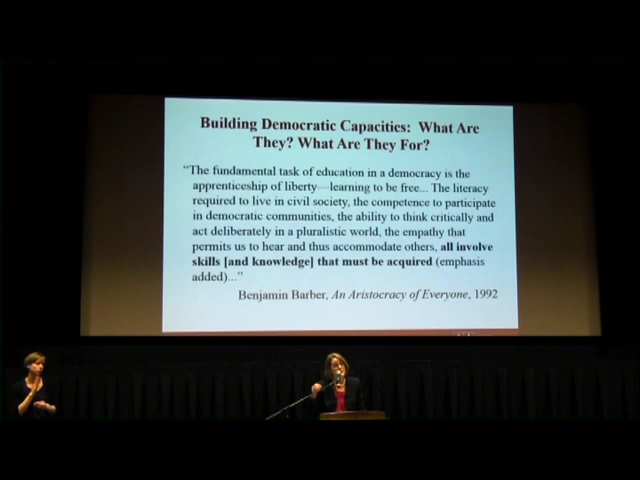 Building Democratic Capacities: What Are
They? What Are They For?
“The fundamental task of education in a democracy is the
apprenticeship of liberty—learning to be free... The literacy
required to live in civil society, the competence to participate
in democratic communities, the ability to think critically and
act deliberately in a pluralistic world, the empathy that
permits us to hear and thus accommodate others, all involve
skills [and knowledge] that must be acquired (emphasis
added)...”
Benjamin Barber, An Aristocracy of Everyone, 1992